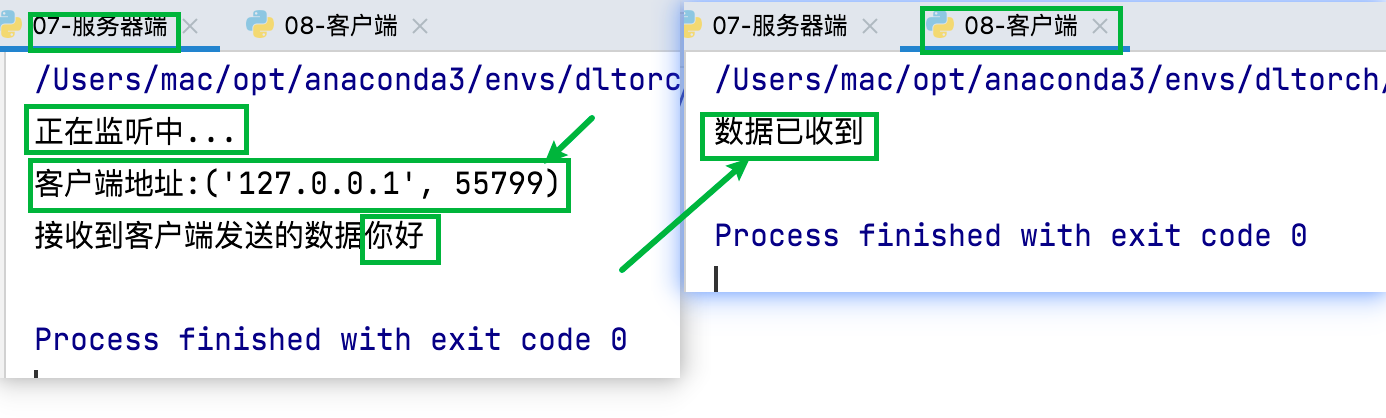 07-服务器端 08-客户端
/Users/mac/opt/anaconda3/envs/dltorch/
正在监听中...
客户端地址:('127.0.0.1', 55799)
接收到客户端发送的数据你好
Process finished with exit code 0
07-服务器端 08-客户端
/Users/mac/opt/anaconda3/envs/dltorch/
数据已收到
Process finished with exit code 0